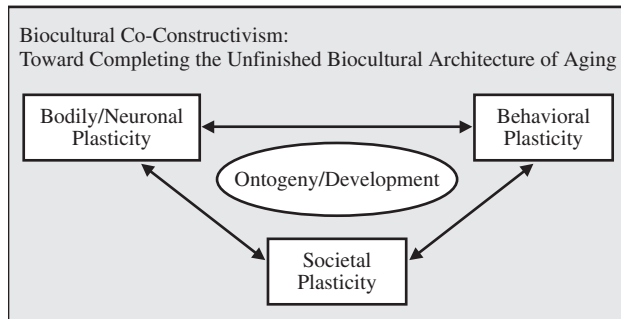 Biocultural Co-Constructivism:
Toward Completing the Unfinished Biocultural Architecture of Aging
Bodily/Neuronal
Plasticity
Behavioral
Plasticity
Ontogeny/Development
Societal
Plasticity